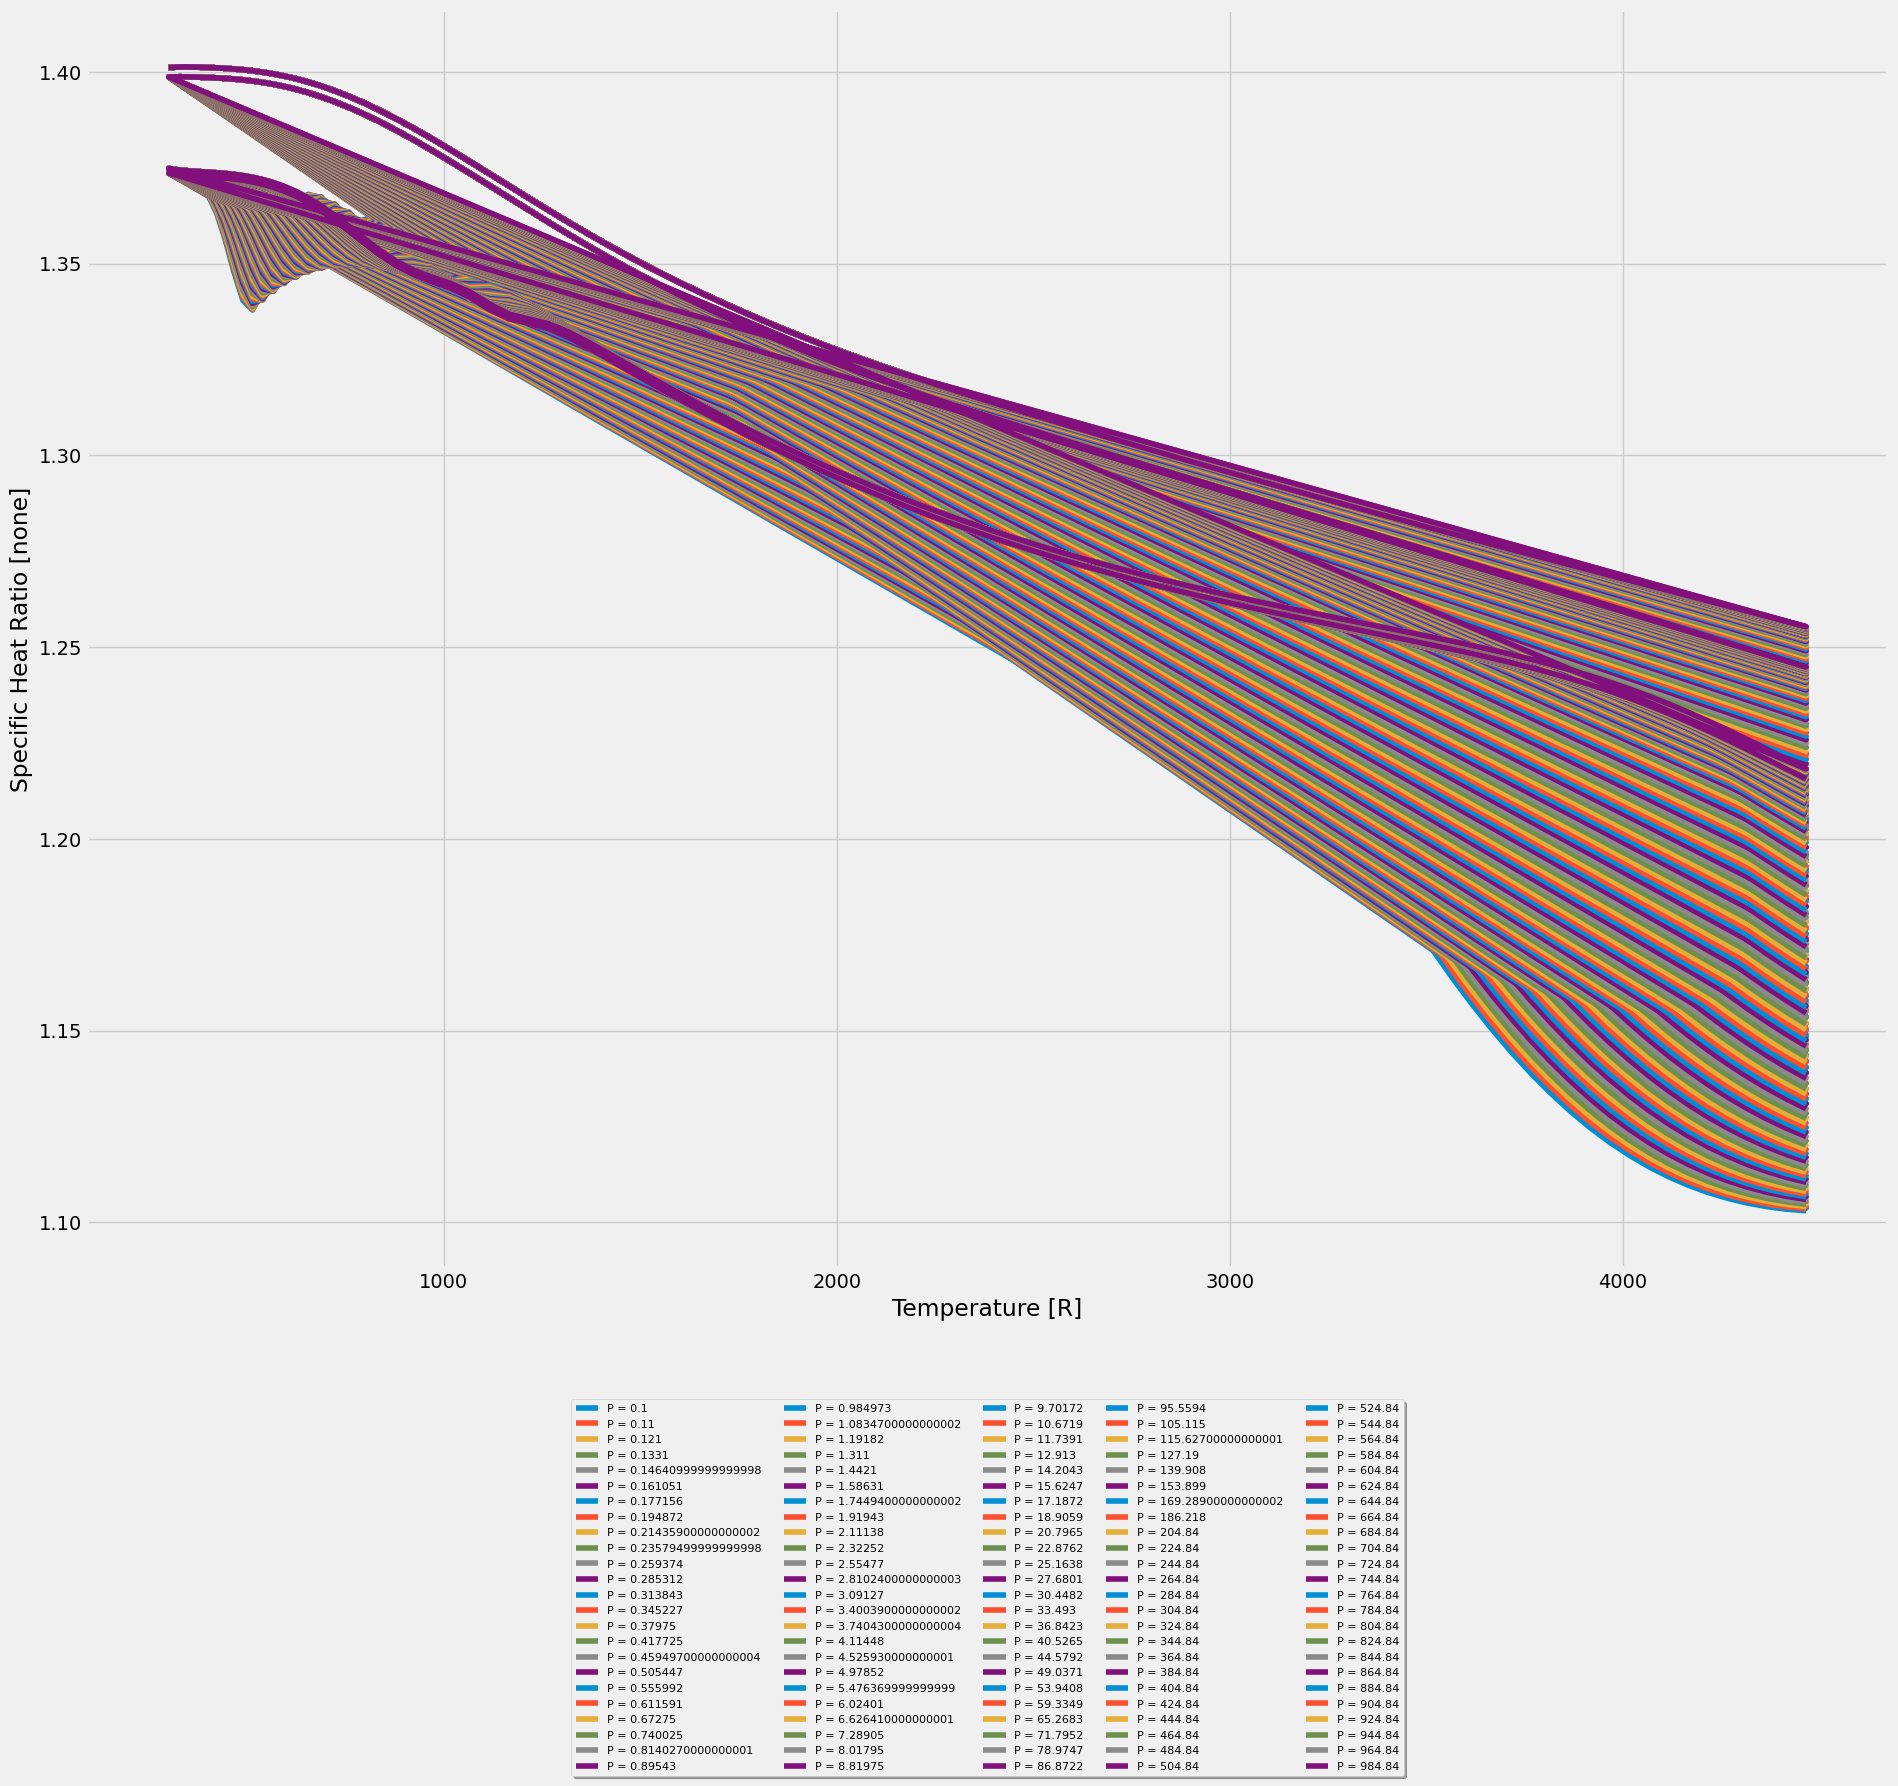 1.40
1.35
1.30
1.25
1.20
1.15
1.10
Specific Heat Ratio [none]
1000 2000 3000 4000
Temperature [R]
P = 0.1
P = 0.11
P = 0.121
P = 0.1331
P = 0.14640999999999998
P = 0.161051
P = 0.177156
P = 0.194872
P = 0.21435900000000002
P = 0.23579499999999998
P = 0.259374
P = 0.285312
P = 0.313843
P = 0.345227
P = 0.37975
P = 0.417725
P = 0.45949700000000004
P = 0.505447
P = 0.555992
P = 0.611591
P = 0.67275
P = 0.740025
P = 0.8140270000000001
P = 0.89543
P = 0.984973
P = 1.0834700000000002
P = 1.19182
P = 1.311
P = 1.4421
P = 1.58631
P = 1.7449400000000002
P = 1.91943
P = 2.11138
P = 2.32252
P = 2.55477
P = 2.8102400000000003
P = 3.09127
P = 3.4003900000000002
P = 3.7404300000000004
P = 4.11448
P = 4.525930000000001
P = 4.97852
P = 5.476369999999999
P = 6.02401
P = 6.626410000000001
P = 7.28905
P = 8.01795
P = 8.81975
P = 9.70172
P = 10.6719
P = 11.7391
P = 12.913
P = 14.2043
P = 15.6247
P = 17.1872
P = 18.9059
P = 20.7965
P = 22.8762
P = 25.1638
P = 27.6801
P = 30.4482
P = 33.493
P = 36.8423
P = 40.5265
P = 44.5792
P = 49.0371
P = 53.9408
P = 59.3349
P = 65.2683
P = 71.7952
P = 78.9747
P = 86.8722
P = 95.5594
P = 105.115
P = 115.62700000000001
P = 127.19
P = 139.908
P = 153.899
P = 169.28900000000002
P = 186.218
P = 204.84
P = 224.84
P = 244.84
P = 264.84
P = 284.84
P = 304.84
P = 324.84
P = 344.84
P = 364.84
P = 384.84
P = 404.84
P = 424.84
P = 444.84
P = 464.84
P = 484.84
P = 504.84
P = 524.84
P = 544.84
P = 564.84
P = 584.84
P = 604.84
P = 624.84
P = 644.84
P = 664.84
P = 684.84
P = 704.84
P = 724.84
P = 744.84
P = 764.84
P = 784.84
P = 804.84
P = 824.84
P = 844.84
P = 864.84
P = 884.84
P = 904.84
P = 924.84
P = 944.84
P = 964.84
P = 984.84